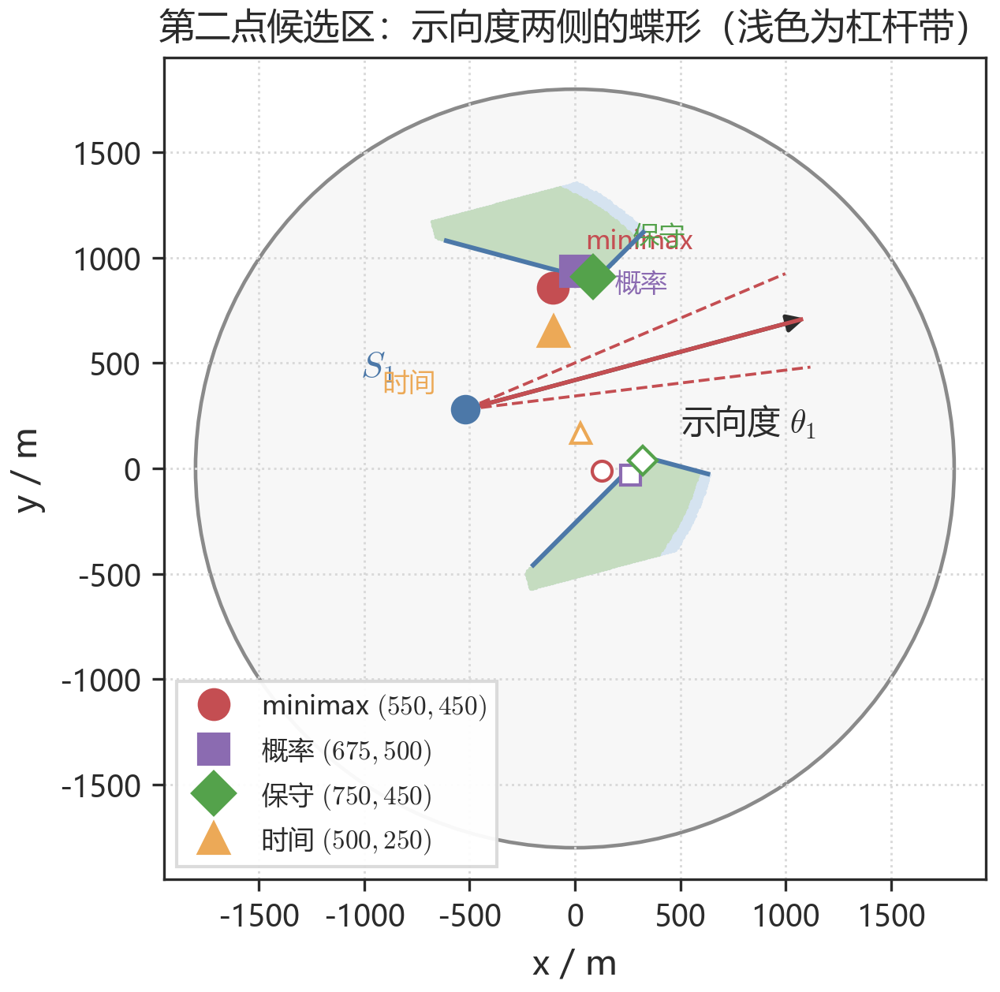 第二点候选区：示向度两侧的蝶形（浅色为杠杆带）
y / m
1500
1000
500
0
-500
-1000
-1500
保守
minimax
概率
S₁
时间
示向度 θ₁
minimax (550, 450)
概率 (675, 500)
保守 (750, 450)
时间 (500, 250)
-1500 -1000 -500 0 500 1000 1500
x / m